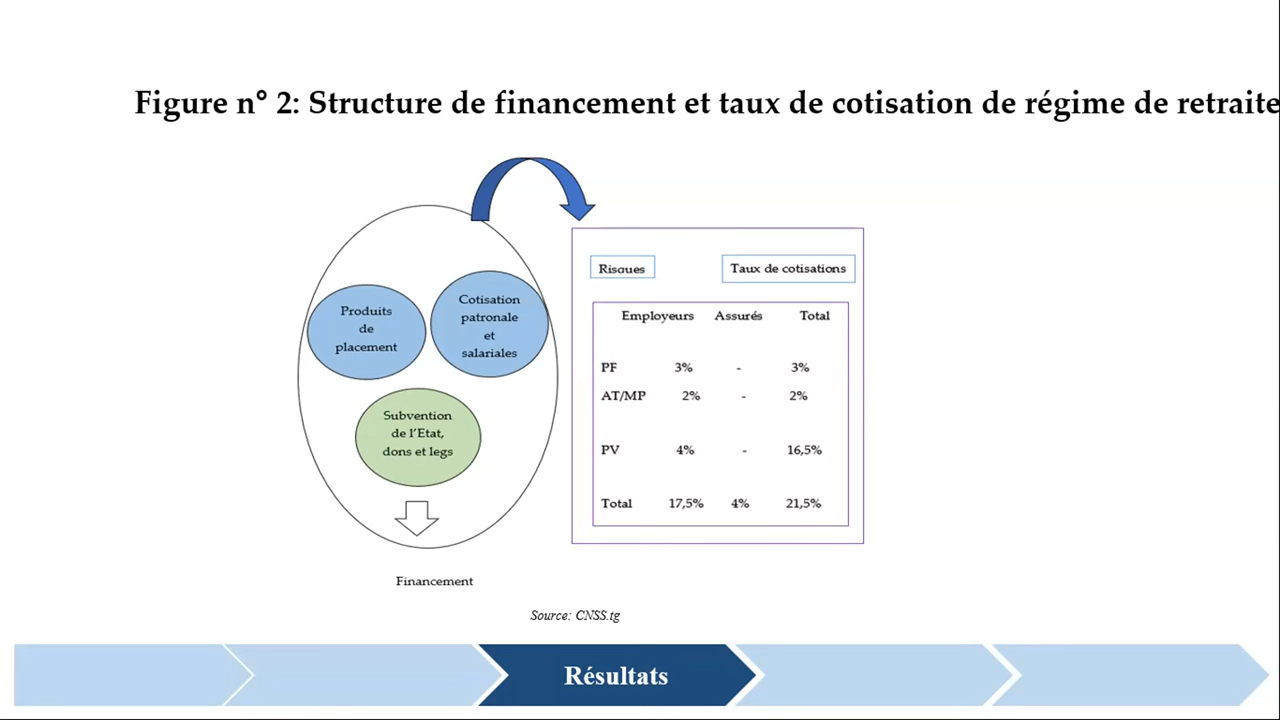 Figure n° 2: Structure de financement et taux de cotisation de régime de retraite
Produits
de
placement
Cotisation
patronale
et
salariales
Subvention
de l'Etat,
dons et legs
Financement
Risques
Taux de cotisations
Employeurs Assurés Total
PF 3% - 3%
AT/MP 2% - 2%
PV 4% - 16,5%
Total 17,5% 4% 21,5%
Source: CNSS.tg
Résultats